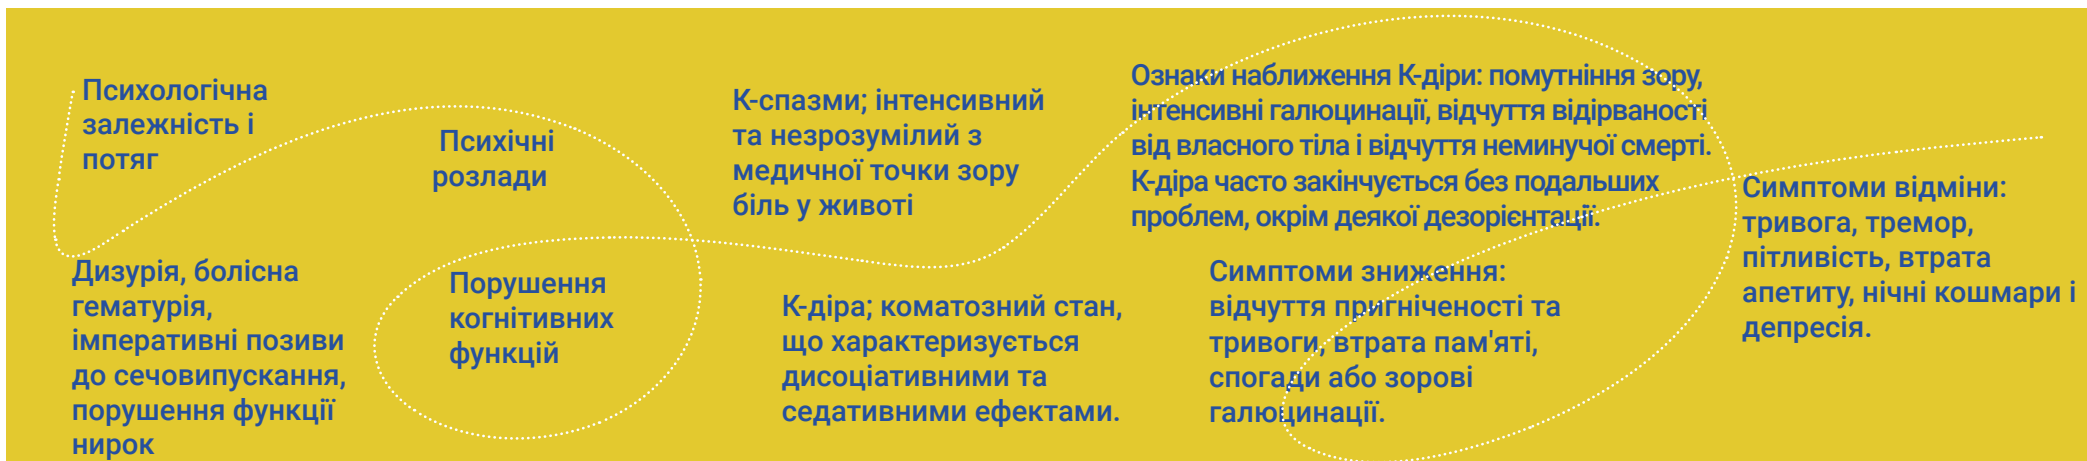 Психологічна
залежність і
потяг
Дизурія, болісна
гематурія,
імперативні позиви
до сечовипускання,
порушення функції
нирок
Психічні
розлади
Порушення
когнітивних
функцій
К-спазми; інтенсивний
та незрозумілий з
медичної точки зору
біль у животі
К-діра; коматозний стан,
що характеризується
дисоціативними та
седативними ефектами.
Ознаки наближення К-діри: помутніння зору,
інтенсивні галюцинації, відчуття відірваності
від власного тіла і відчуття неминучої смерті.
К-діра часто закінчується без подальших
проблем, окрім деякої дезорієнтації.
Симптоми зниження:
відчуття пригніченості та
тривоги, втрата пам'яті,
спогади або зорові
галюцинації.
Симптоми відміни:
тривога, тремор,
пітливість, втрата
апетиту, нічні кошмари і
депресія.